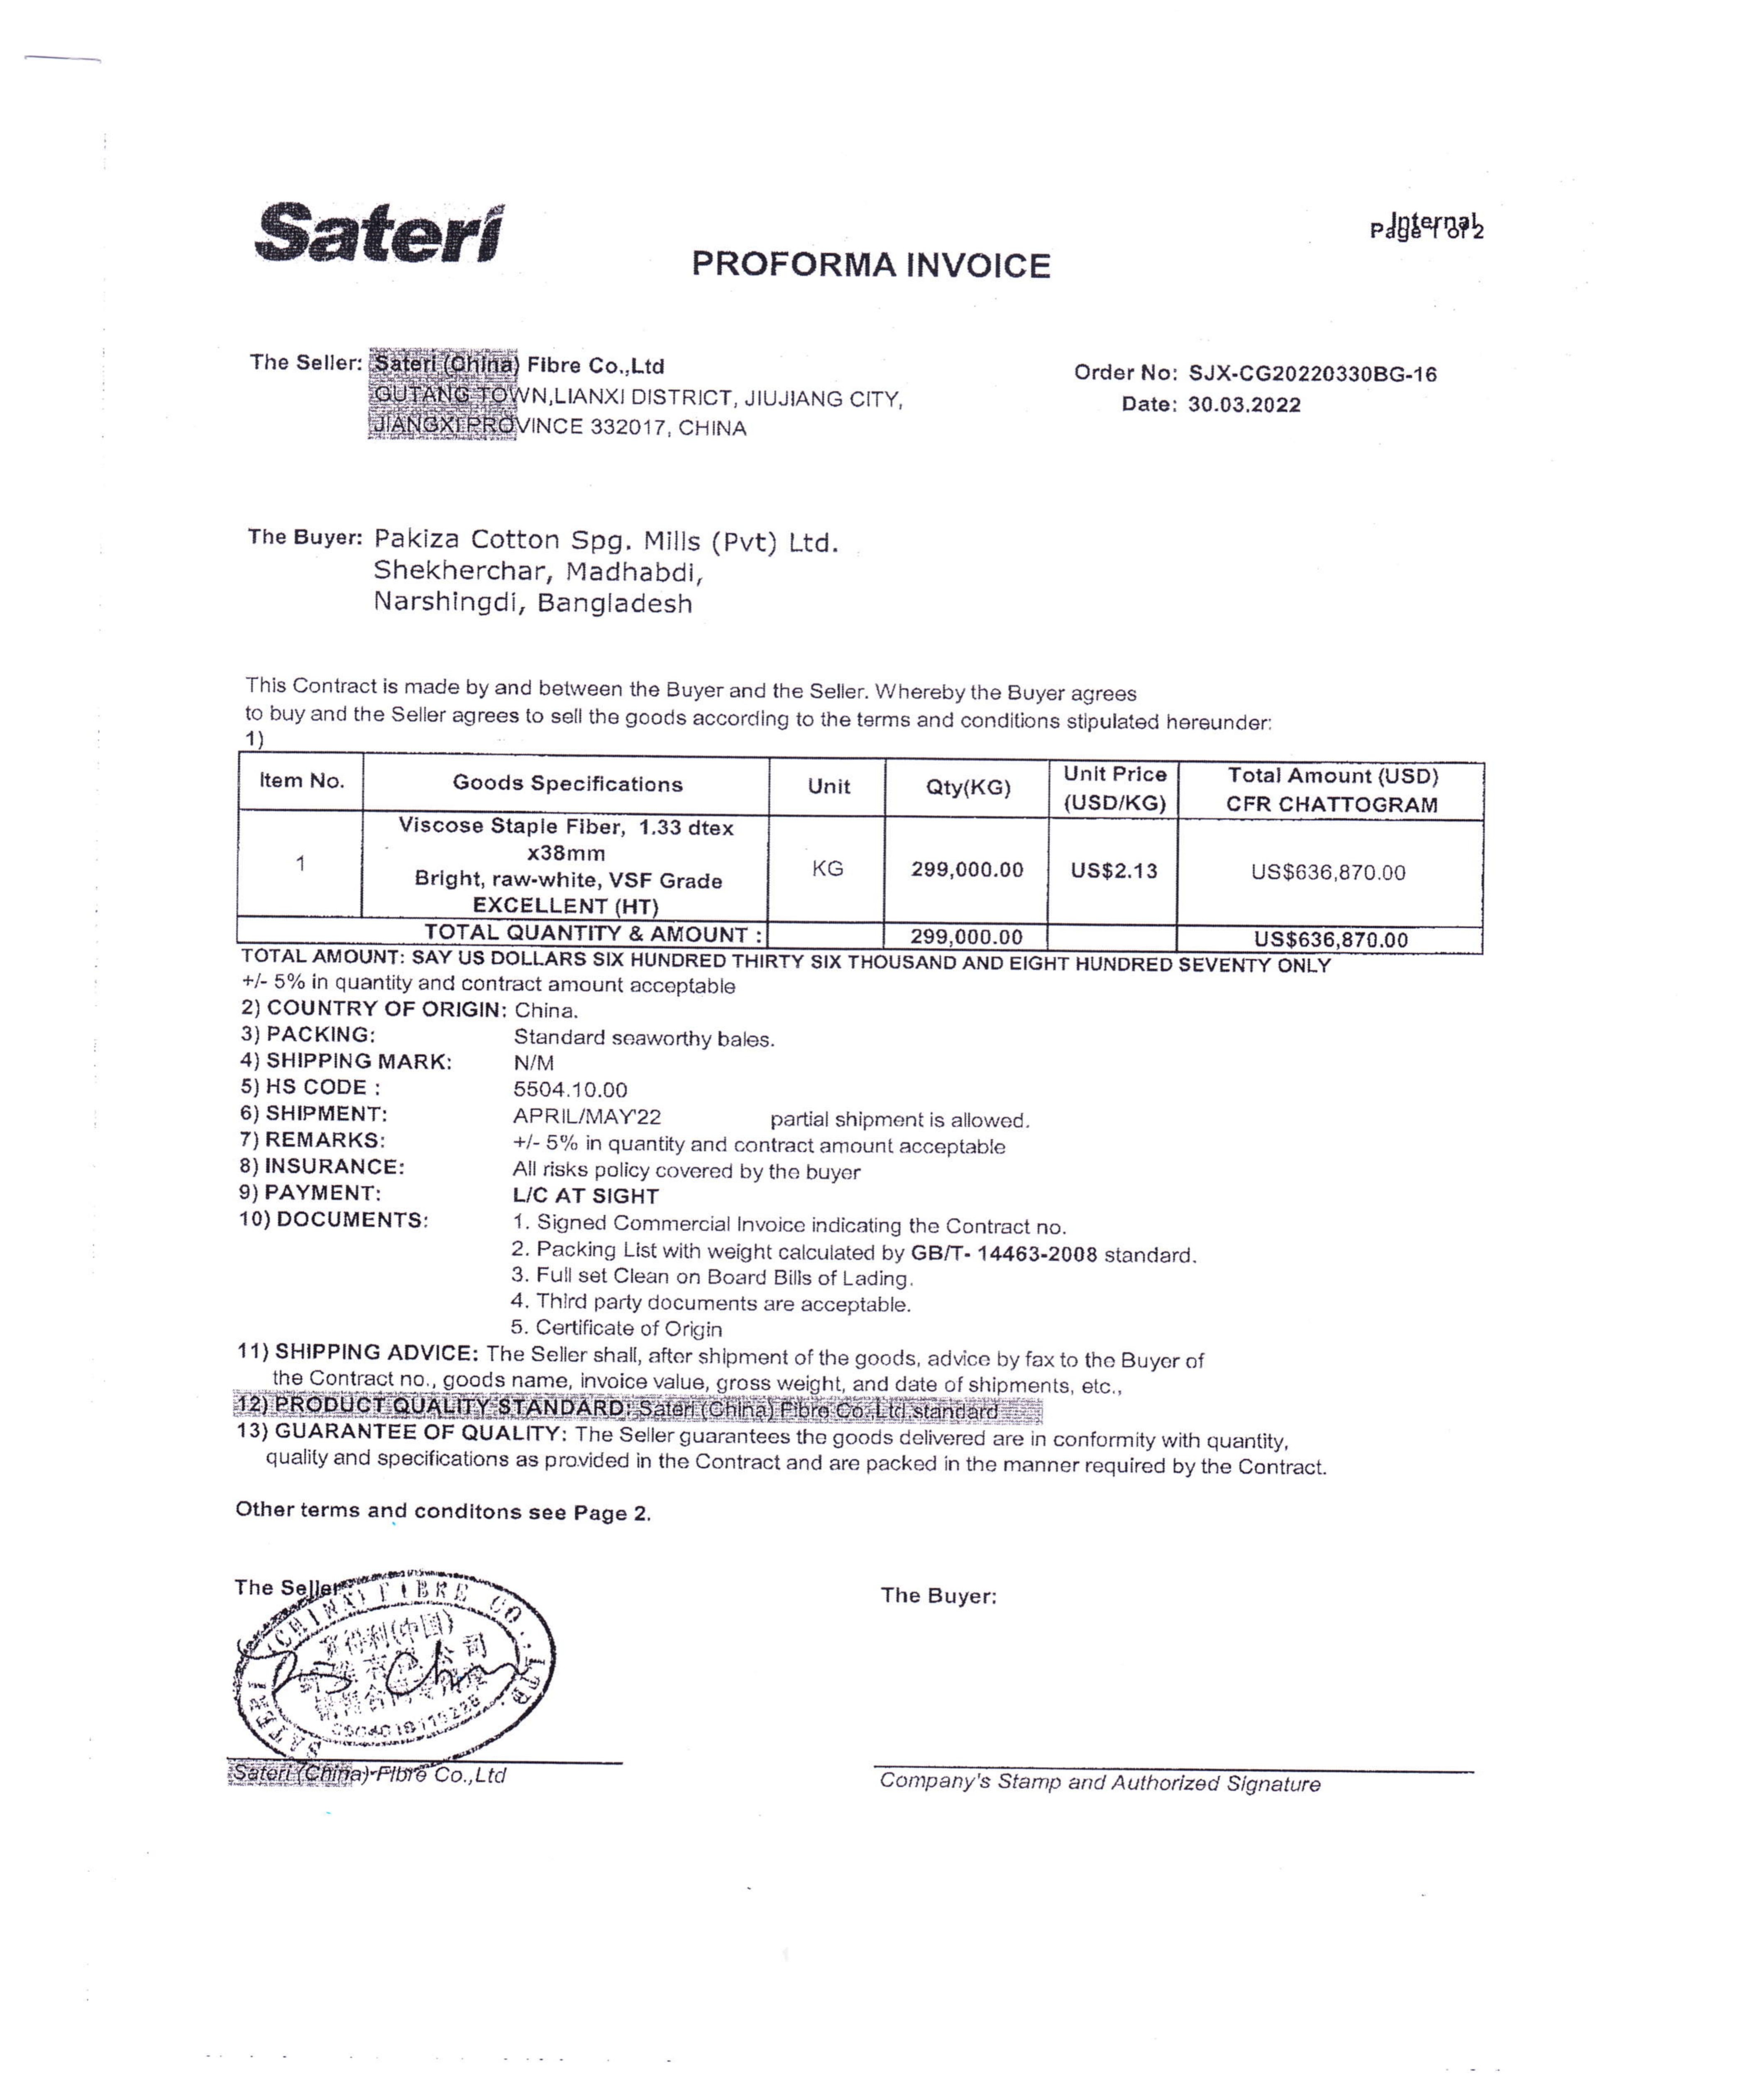 Sateri
Internal
Page 1 of 2
PROFORMA INVOICE
The Seller: Sateri (China) Fibre Co.,Ltd
GUTANG TOWN,LIANXI DISTRICT, JIUJIANG CITY,
JIANGXI PROVINCE 332017, CHINA
Order No: SJX-CG20220330BG-16
Date: 30.03.2022
The Buyer: Pakiza Cotton Spg. Mills (Pvt) Ltd.
Shekherchar, Madhabdi,
Narshingdi, Bangladesh
This Contract is made by and between the Buyer and the Seller. Whereby the Buyer agrees
to buy and the Seller agrees to sell the goods according to the terms and conditions stipulated hereunder:
1)
Item No. Goods Specifications Unit Qty(KG) Unit Price (USD/KG) Total Amount (USD) CFR CHATTOGRAM
1 Viscose Staple Fiber, 1.33 dtex
x38mm
Bright, raw-white, VSF Grade
EXCELLENT (HT)
KG 299,000.00 US$2.13 US$636,870.00
TOTAL QUANTITY & AMOUNT : 299,000.00 US$636,870.00
TOTAL AMOUNT: SAY US DOLLARS SIX HUNDRED THIRTY SIX THOUSAND AND EIGHT HUNDRED SEVENTY ONLY
+/- 5% in quantity and contract amount acceptable
2) COUNTRY OF ORIGIN: China.
3) PACKING: Standard seaworthy bales.
4) SHIPPING MARK: N/M
5) HS CODE : 5504.10.00
6) SHIPMENT: APRIL/MAY'22 partial shipment is allowed.
7) REMARKS: +/- 5% in quantity and contract amount acceptable
8) INSURANCE: All risks policy covered by the buyer
9) PAYMENT: L/C AT SIGHT
10) DOCUMENTS: 1. Signed Commercial Invoice indicating the Contract no.
2. Packing List with weight calculated by GB/T- 14463-2008 standard.
3. Full set Clean on Board Bills of Lading.
4. Third party documents are acceptable.
5. Certificate of Origin
11) SHIPPING ADVICE: The Seller shall, after shipment of the goods, advice by fax to the Buyer of
the Contract no., goods name, invoice value, gross weight, and date of shipments, etc.,
12) PRODUCT QUALITY STANDARD: Sateri (China) Fibre Co. Ltd standard
13) GUARANTEE OF QUALITY: The Seller guarantees the goods delivered are in conformity with quantity,
quality and specifications as provided in the Contract and are packed in the manner required by the Contract.
Other terms and conditons see Page 2.
The Seller
The Buyer:
SATERI (CHINA) FIBRE CO., LTD.
(中国)
公司
Sateri (China) Fibre Co.,Ltd
Company's Stamp and Authorized Signature